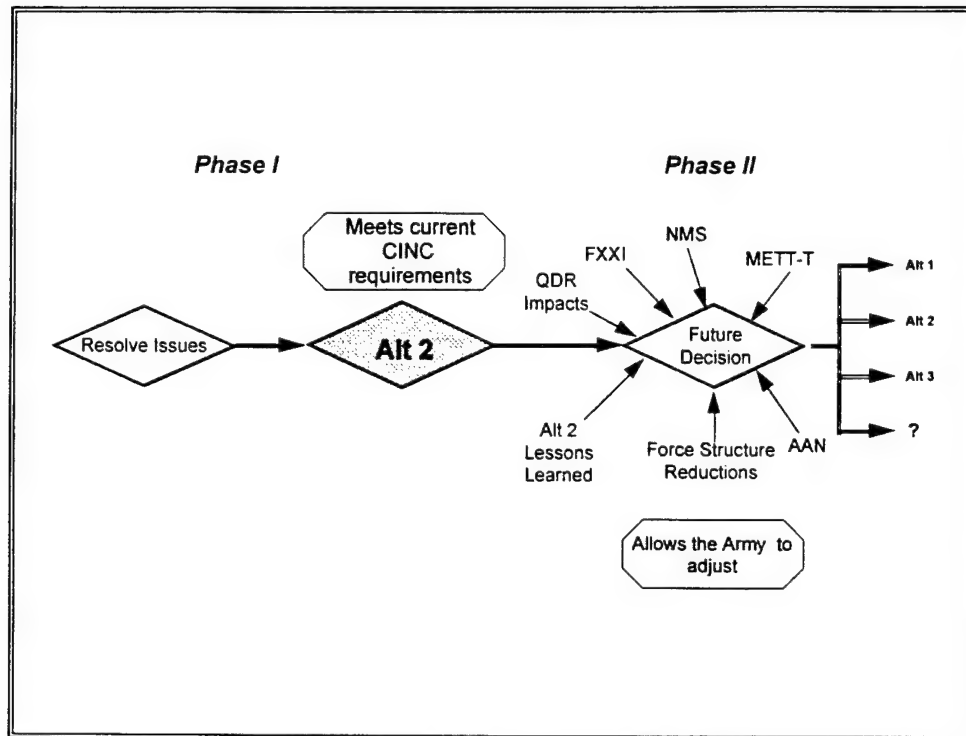 Phase I
Phase II
Meets current
CINC
requirements
Resolve Issues
Alt 2
QDR
Impacts
FXXI
NMS
METT-T
Future
Decision
Alt 2
Lessons
Learned
Force Structure
Reductions
AAN
Alt 1
Alt 2
Alt 3
?
Allows the Army to
adjust